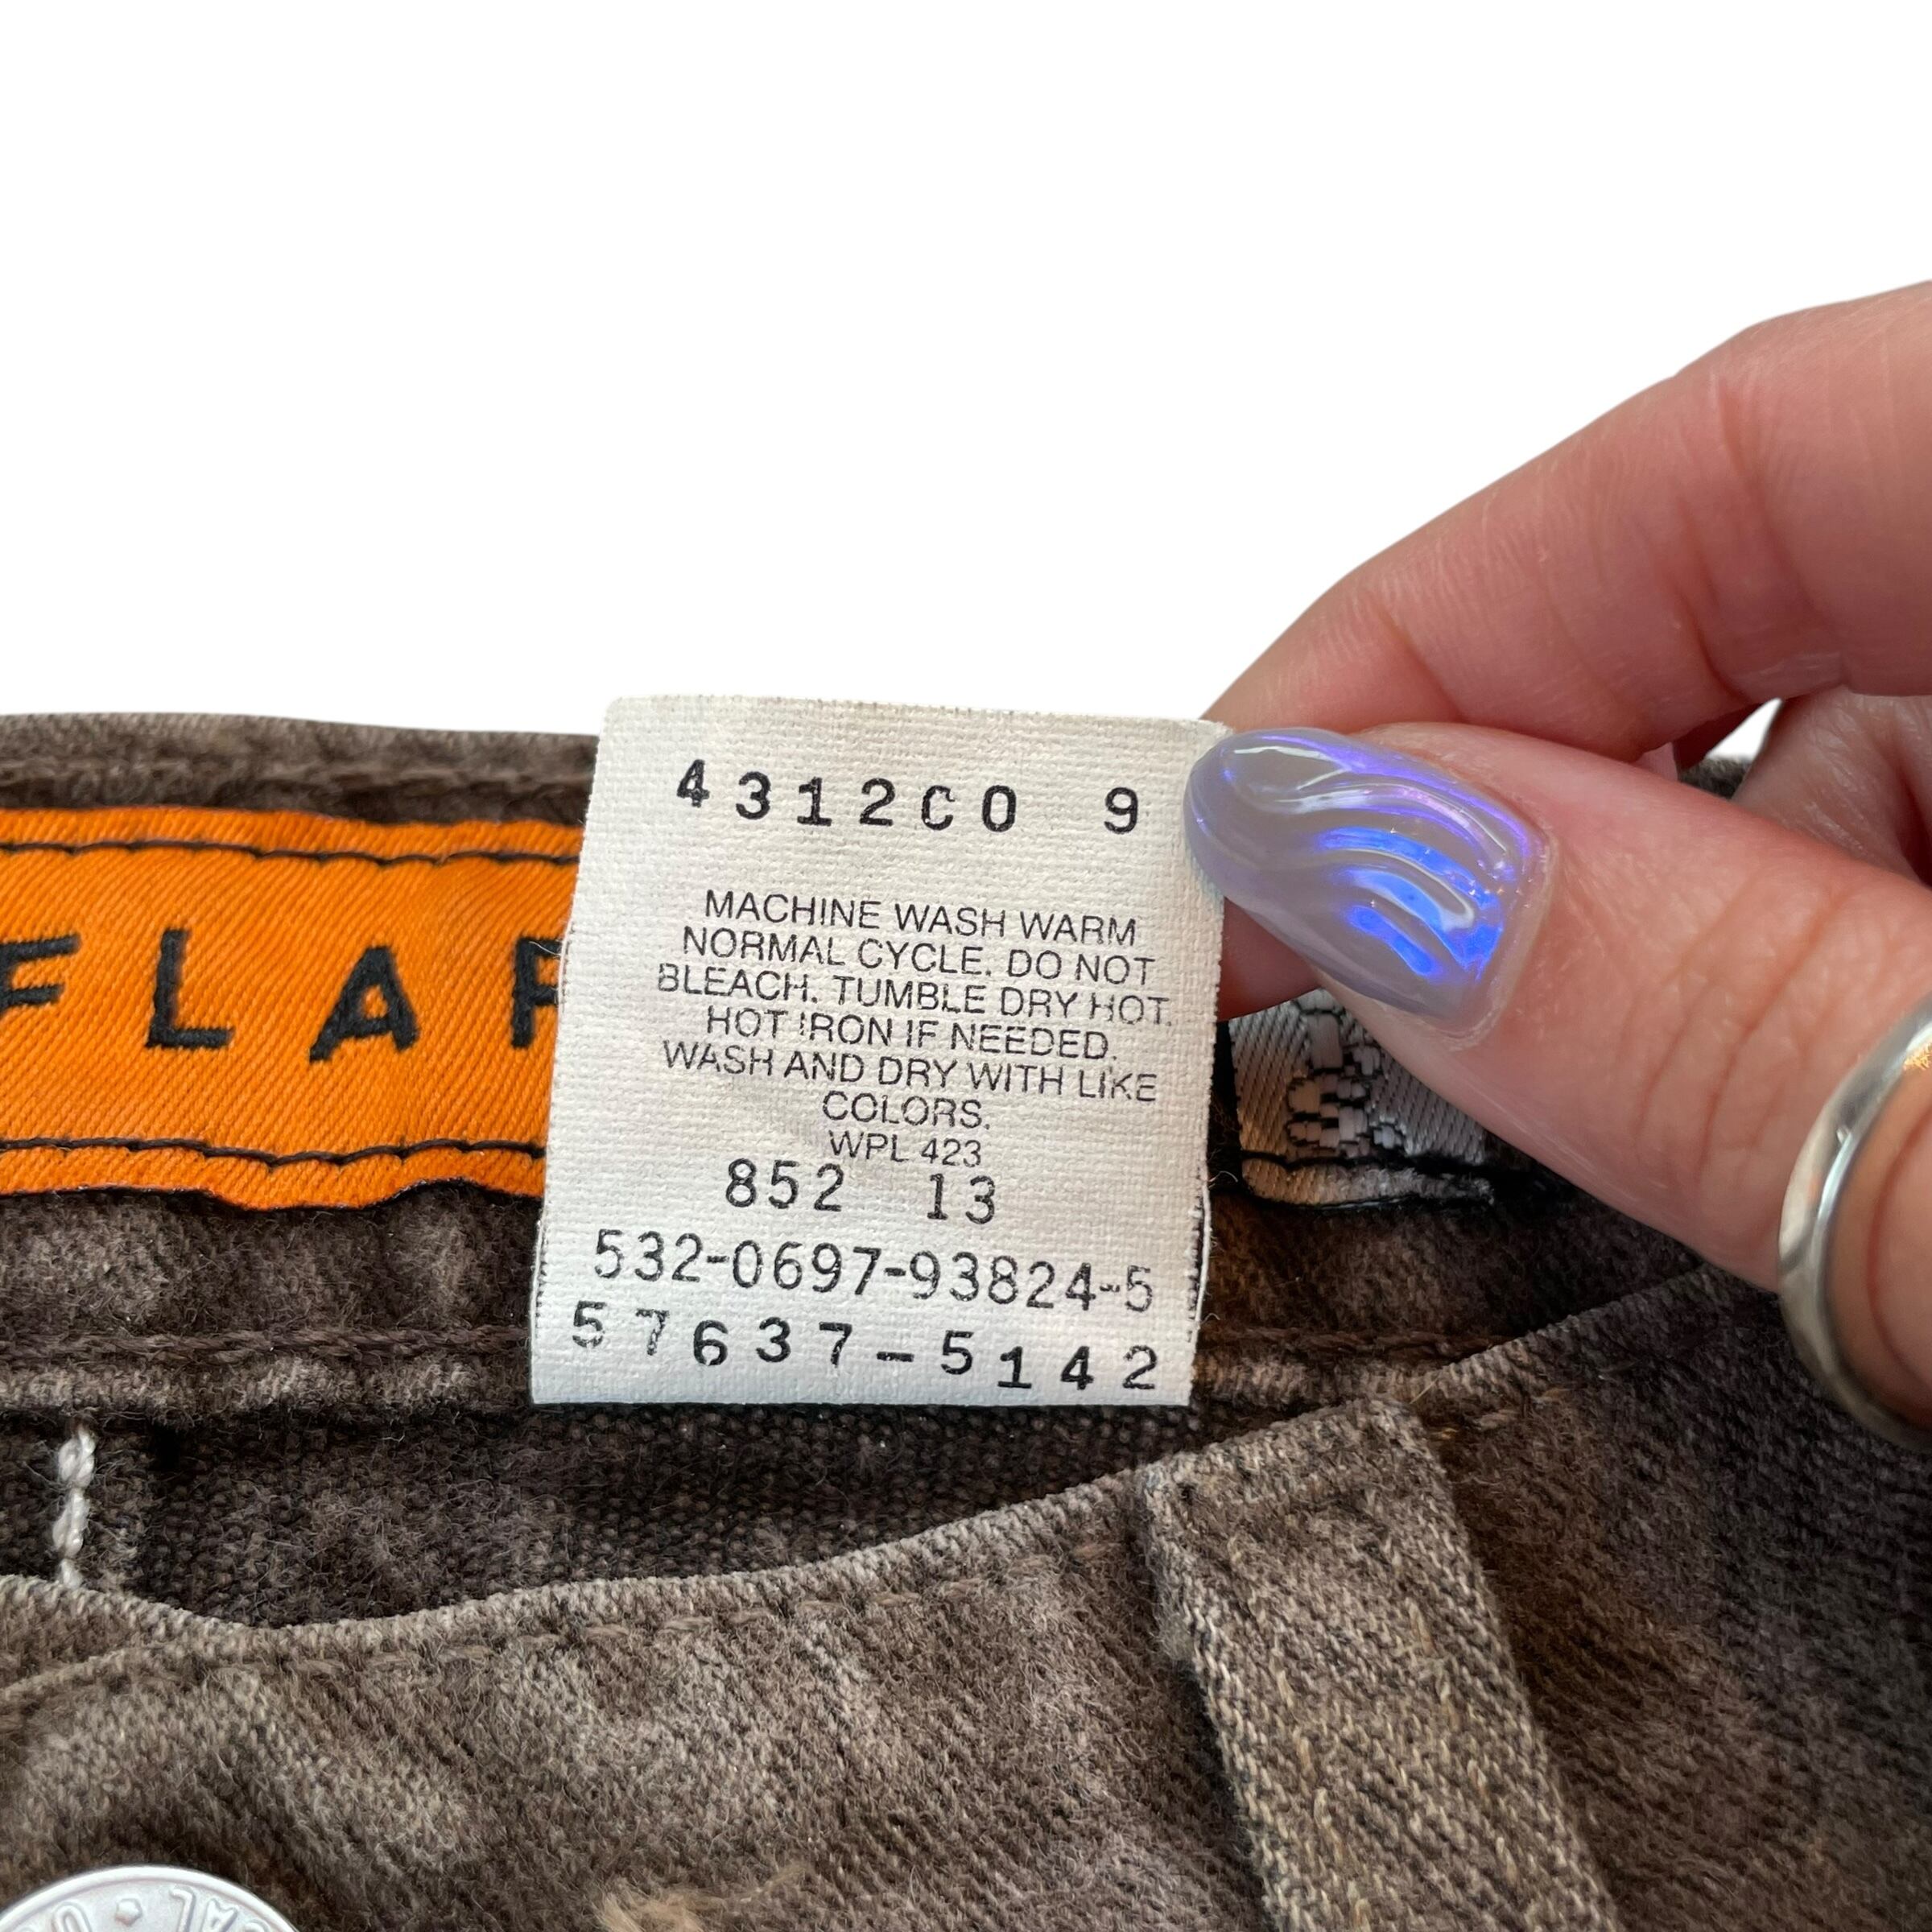 4312C0 9
MACHINE WASH WARM
NORMAL CYCLE. DO NOT
BLEACH. TUMBLE DRY HOT.
HOT IRON IF NEEDED.
WASH AND DRY WITH LIKE
COLORS.
WPL 423
852 13
532-0697-93824-5
57637-5142
FLAR